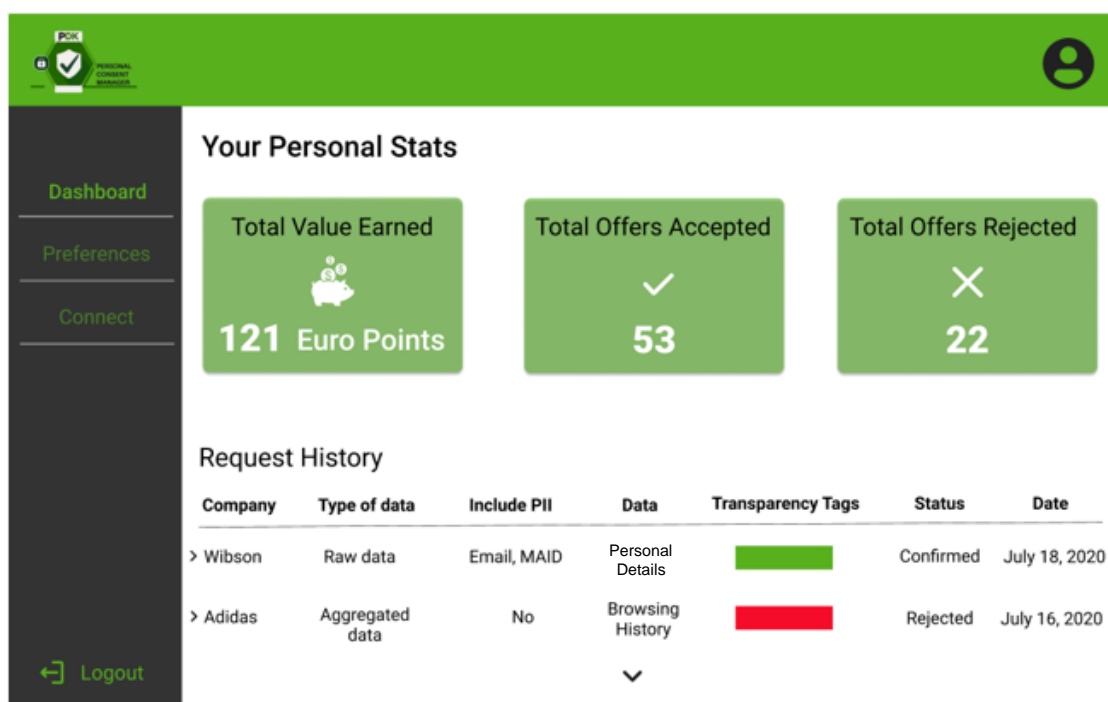 PDK
PERSONAL
CONSENT
MANAGER
Dashboard
Preferences
Connect
Logout
Your Personal Stats
Total Value Earned
121 Euro Points
Total Offers Accepted
53
Total Offers Rejected
22
Request History
Company Type of data Include PII Data Transparency Tags Status Date
Wibson Raw data Email, MAID Personal Details Confirmed July 18, 2020
Adidas Aggregated data No Browsing History Rejected July 16, 2020